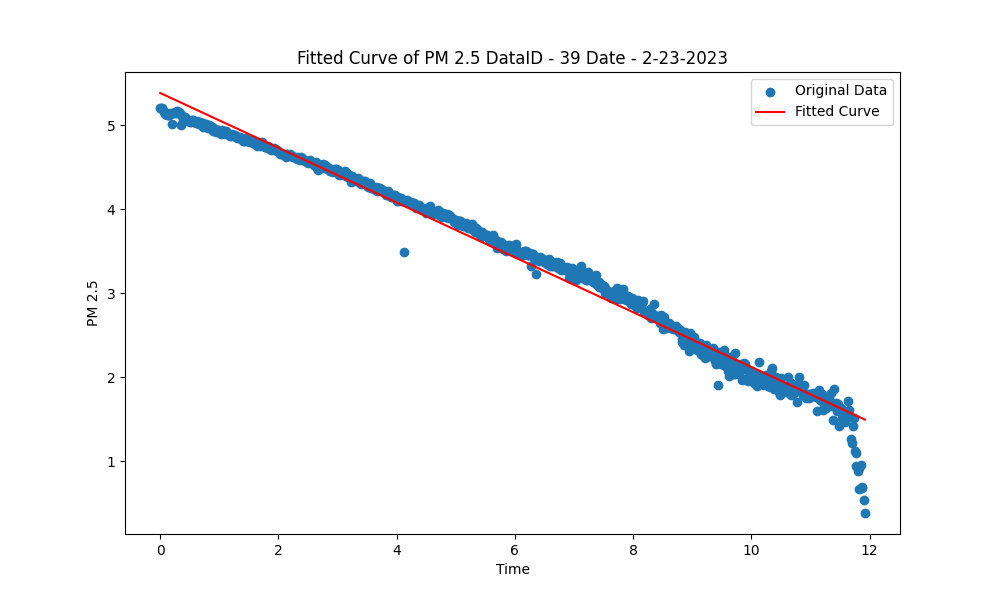 Fitted Curve of PM 2.5 DataID - 39 Date - 2-23-2023
Original Data
Fitted Curve
5
4
3
2
1
PM 2.5
0 2 4 6 8 10 12
Time